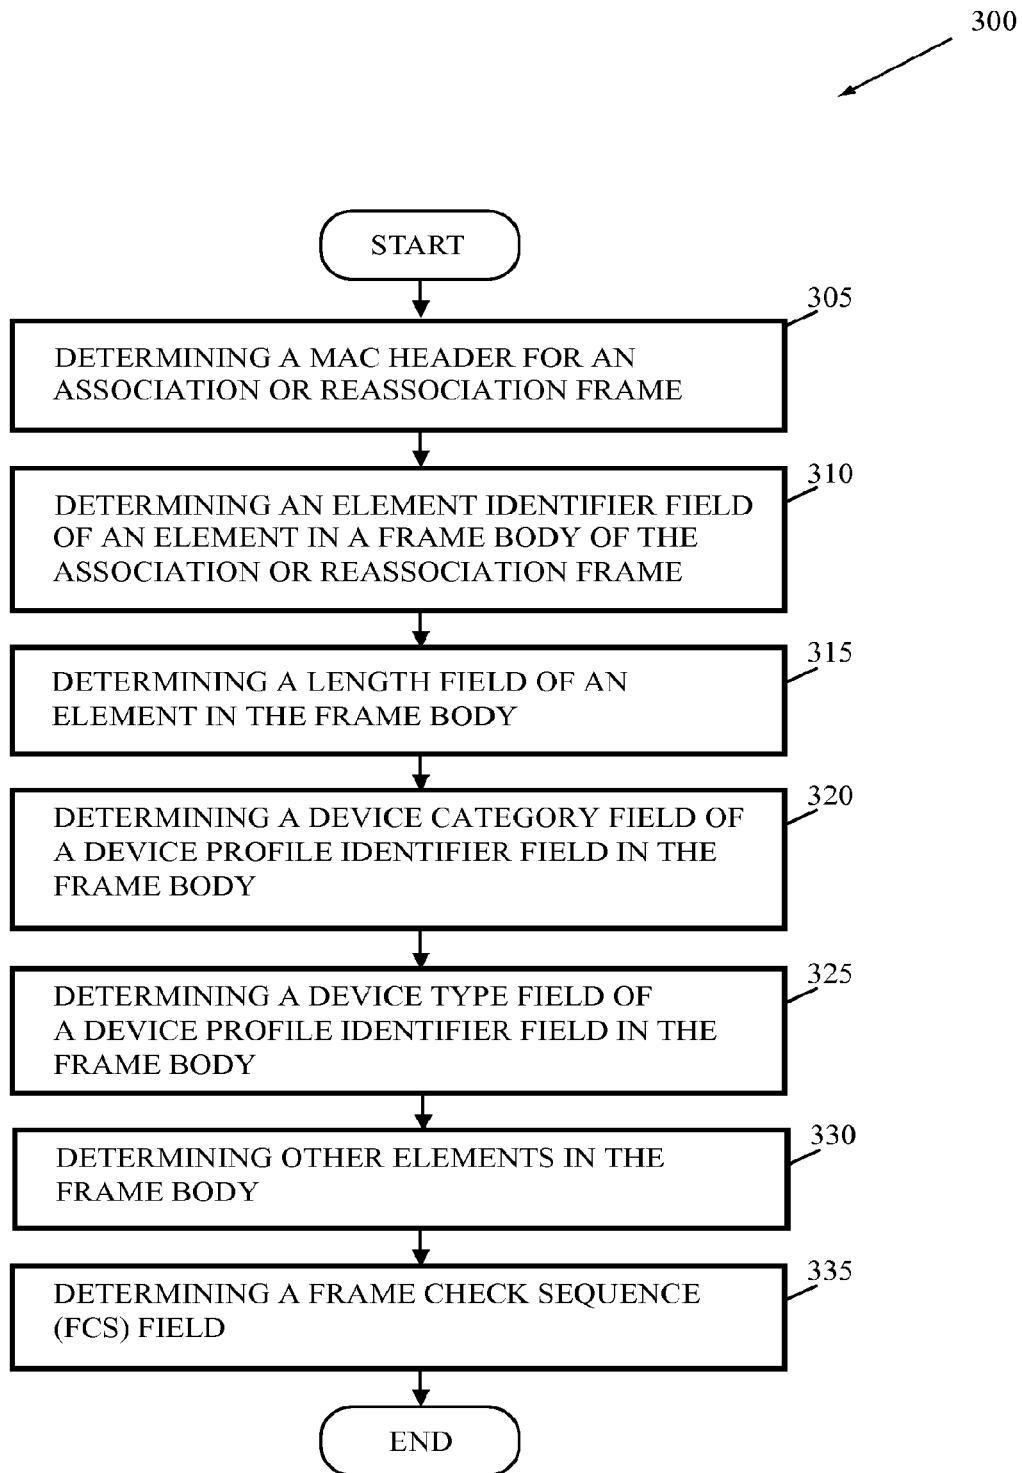 300
START
305
DETERMINING A MAC HEADER FOR AN
ASSOCIATION OR REASSOCIATION FRAME
310
DETERMINING AN ELEMENT IDENTIFIER FIELD
OF AN ELEMENT IN A FRAME BODY OF THE
ASSOCIATION OR REASSOCIATION FRAME
315
DETERMINING A LENGTH FIELD OF AN
ELEMENT IN THE FRAME BODY
320
DETERMINING A DEVICE CATEGORY FIELD OF
A DEVICE PROFILE IDENTIFIER FIELD IN THE
FRAME BODY
325
DETERMINING A DEVICE TYPE FIELD OF
A DEVICE PROFILE IDENTIFIER FIELD IN THE
FRAME BODY
330
DETERMINING OTHER ELEMENTS IN THE
FRAME BODY
335
DETERMINING A FRAME CHECK SEQUENCE
(FCS) FIELD
END